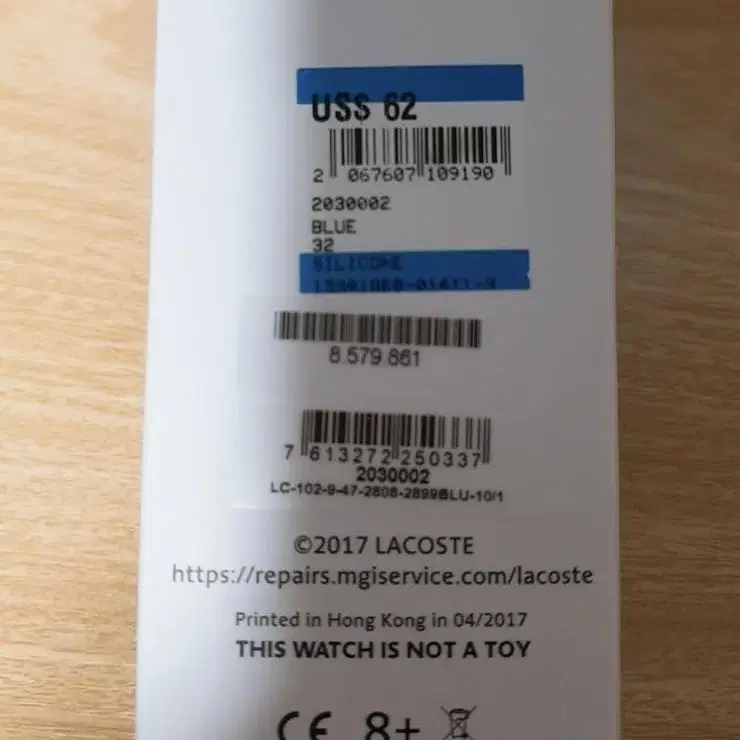 US$ 62
2 067607 109190
2030002
BLUE
32
SILICONE
8.579.861
7 613272 250337
2030002
LC-102-9-47-2808-2899BLU-10/1
©2017 LACOSTE
https://repairs.mgiservice.com/lacoste
Printed in Hong Kong in 04/2017
THIS WATCH IS NOT A TOY
CE 8+